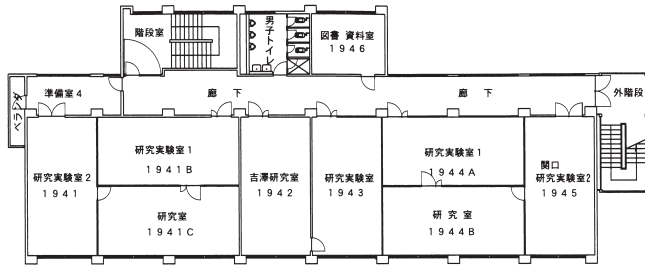 階段室
男子トイレ
図書 資料室
1946
準備室4
廊 下
廊 下
外階段
ベランダ
研究実験室2
1941
研究実験室1
1941B
研究室
1941C
吉澤研究室
1942
研究実験室
1943
研究実験室1
1944A
研 究 室
1944B
関口
研究実験室2
1945